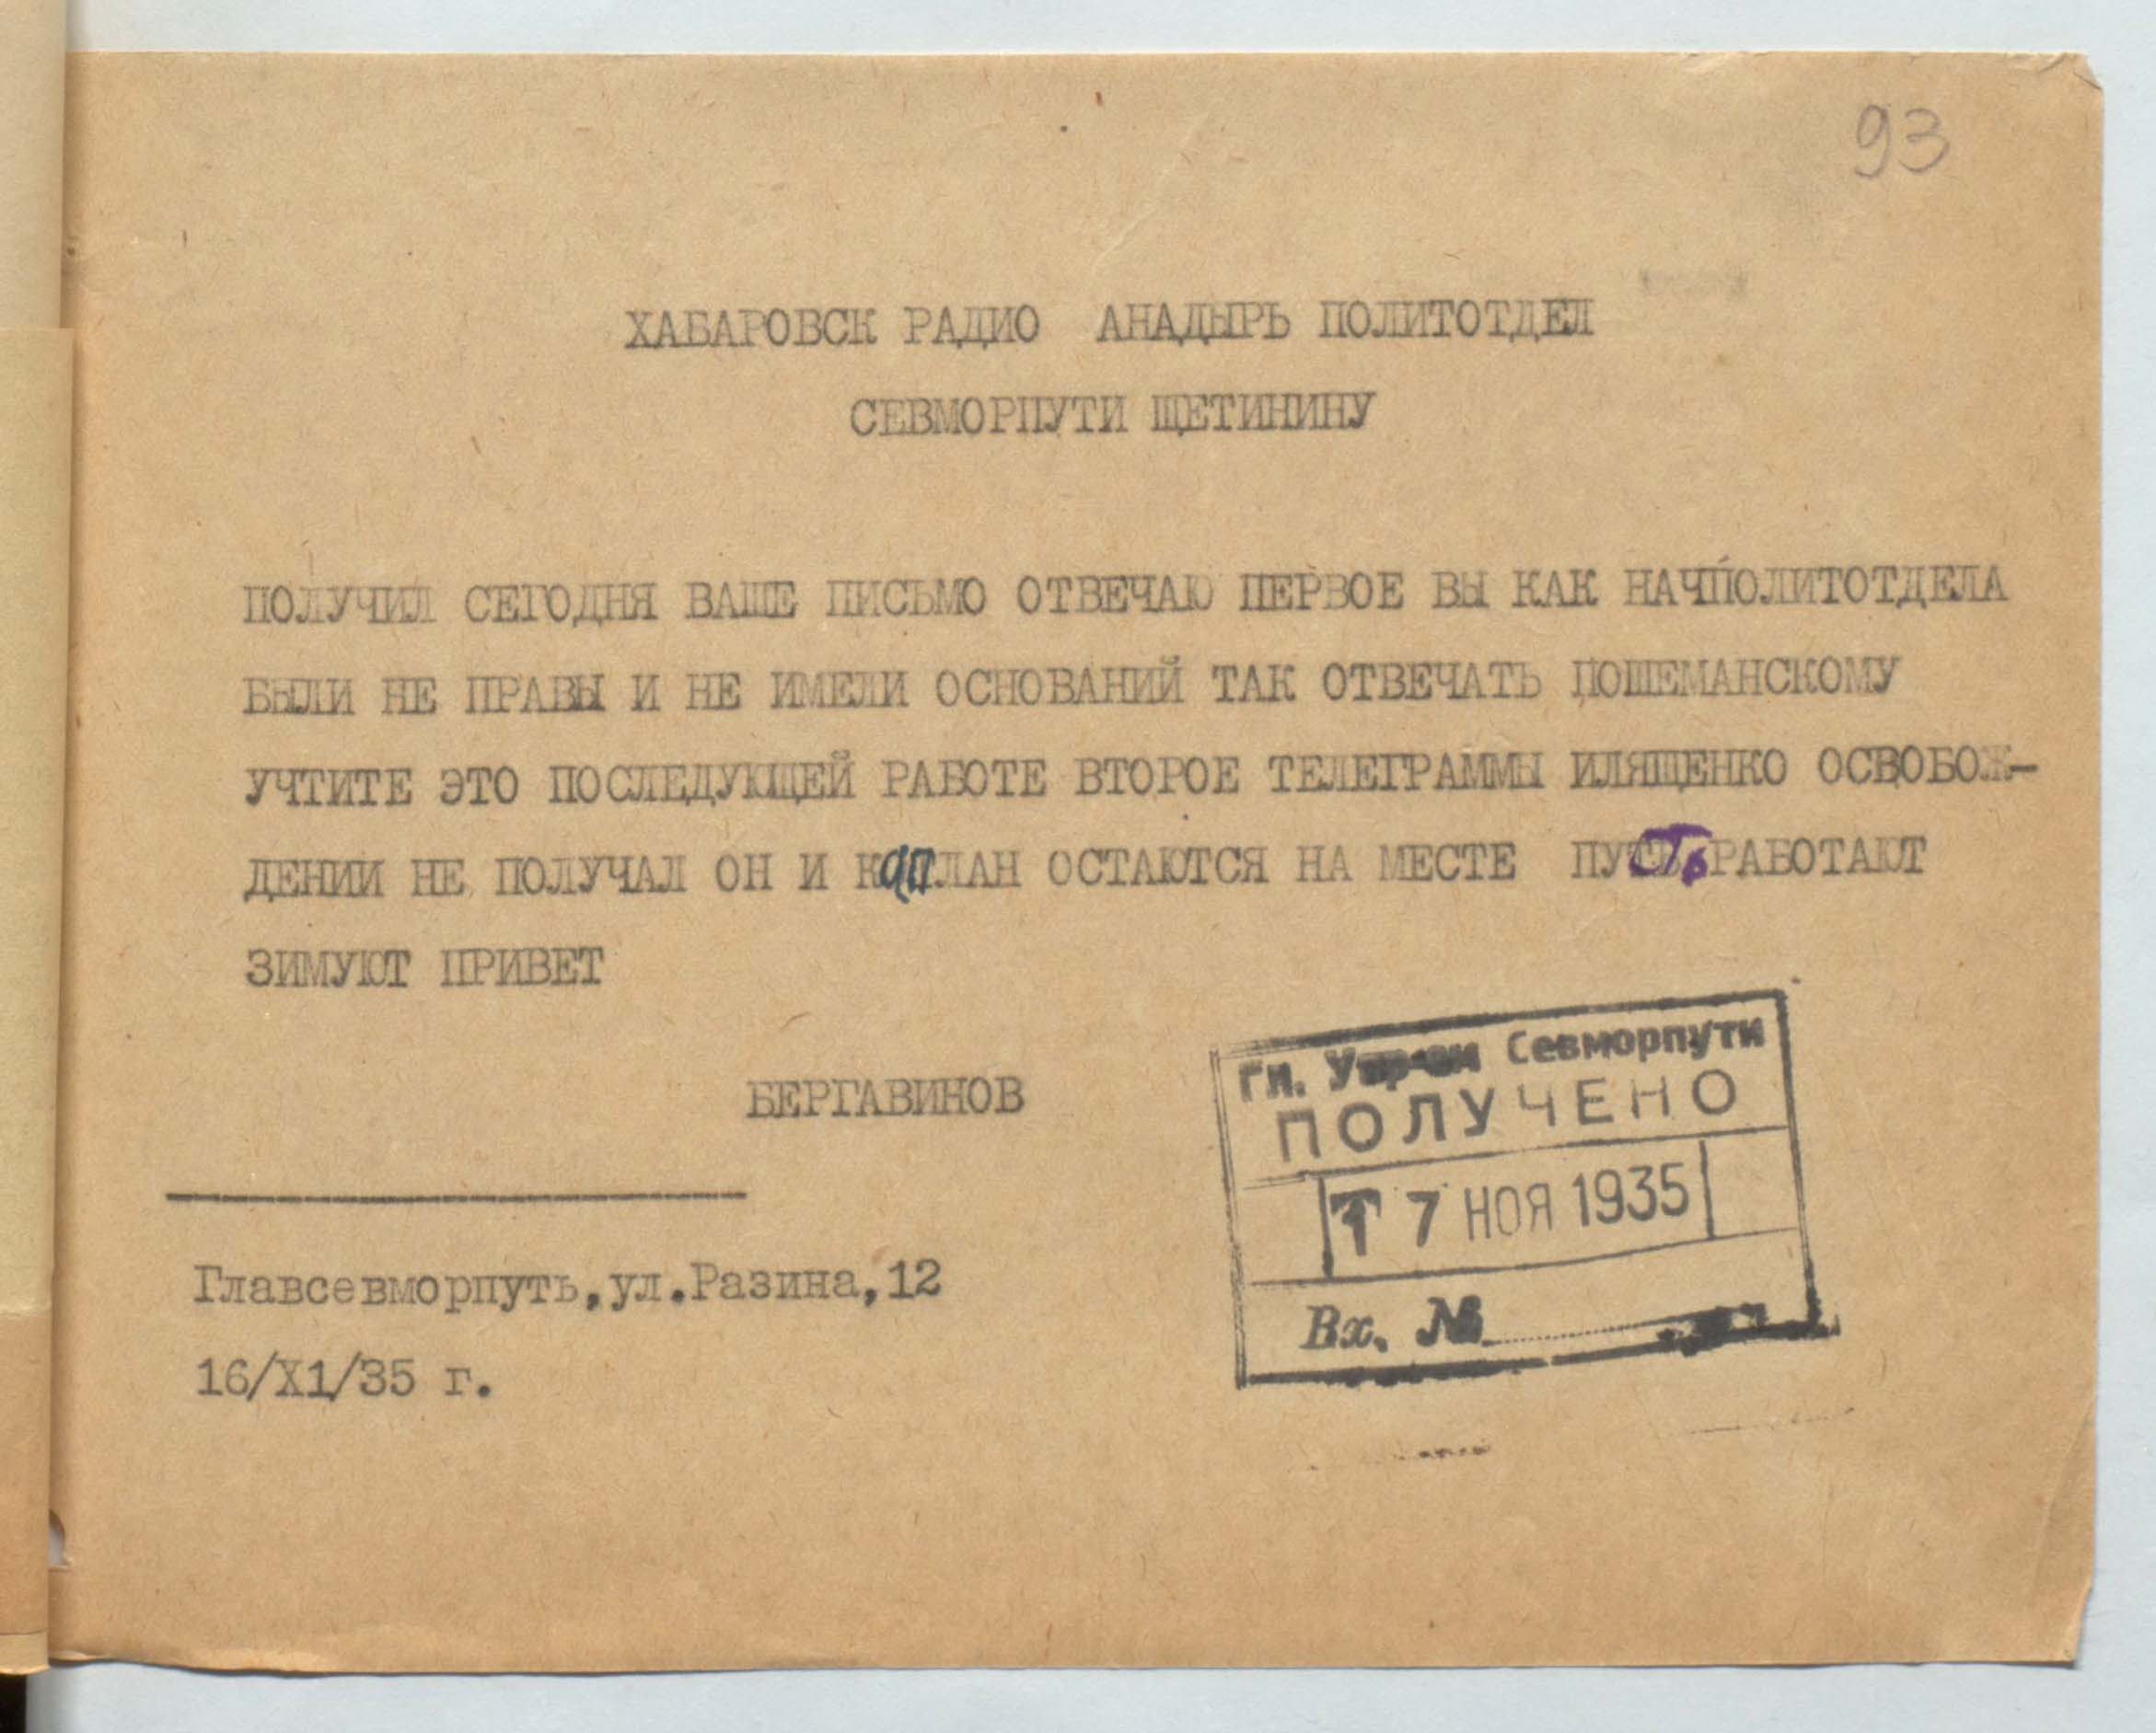 93
ХАБАРОВСК РАДИО АНАДЫРЬ ПОЛИТОТДЕЛ
СЕВМОРПУТИ ЩЕТИНИНУ
ПОЛУЧИЛ СЕГОДНЯ ВАШЕ ПИСЬМО ОТВЕЧАЮ ПЕРВОЕ ВЫ КАК НАЧПОЛИТОТДЕЛА
БЫЛИ НЕ ПРАВЫ И НЕ ИМЕЛИ ОСНОВАНИЙ ТАК ОТВЕЧАТЬ ПОШЕМАНСКОМУ
УЧТИТЕ ЭТО ПОСЛЕДУЮЩЕЙ РАБОТЕ ВТОРОЕ ТЕЛЕГРАММЫ ИЛЯЩЕНКО ОСВОБОЖ-
ДЕНИИ НЕ ПОЛУЧАЛ ОН И КАПЛАН ОСТАЮТСЯ НА МЕСТЕ ПУСТЬ РАБОТАЮТ
ЗИМУЮТ ПРИВЕТ
БЕРГАВИНОВ
Гл. Упр-ни Севморпути
ПОЛУЧЕНО
17 НОЯ 1935
Вх. №
Главсевморпуть,ул.Разина,12
16/X1/35 г.